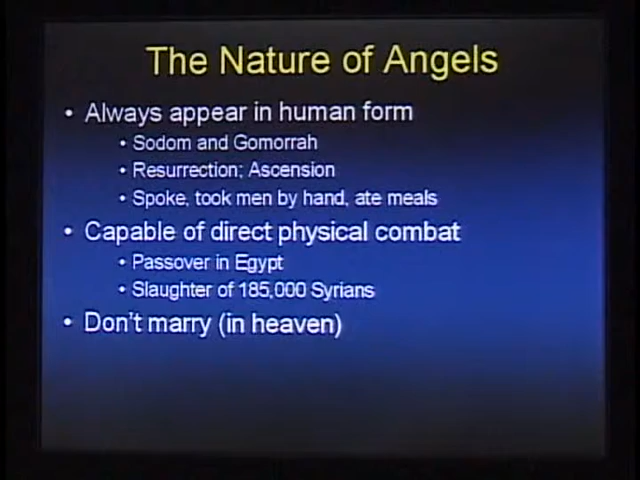 The Nature of Angels
• Always appear in human form
• Sodom and Gomorrah
• Resurrection; Ascension
• Spoke, took men by hand, ate meals
• Capable of direct physical combat
• Passover in Egypt
• Slaughter of 185,000 Syrians
• Don't marry (in heaven)